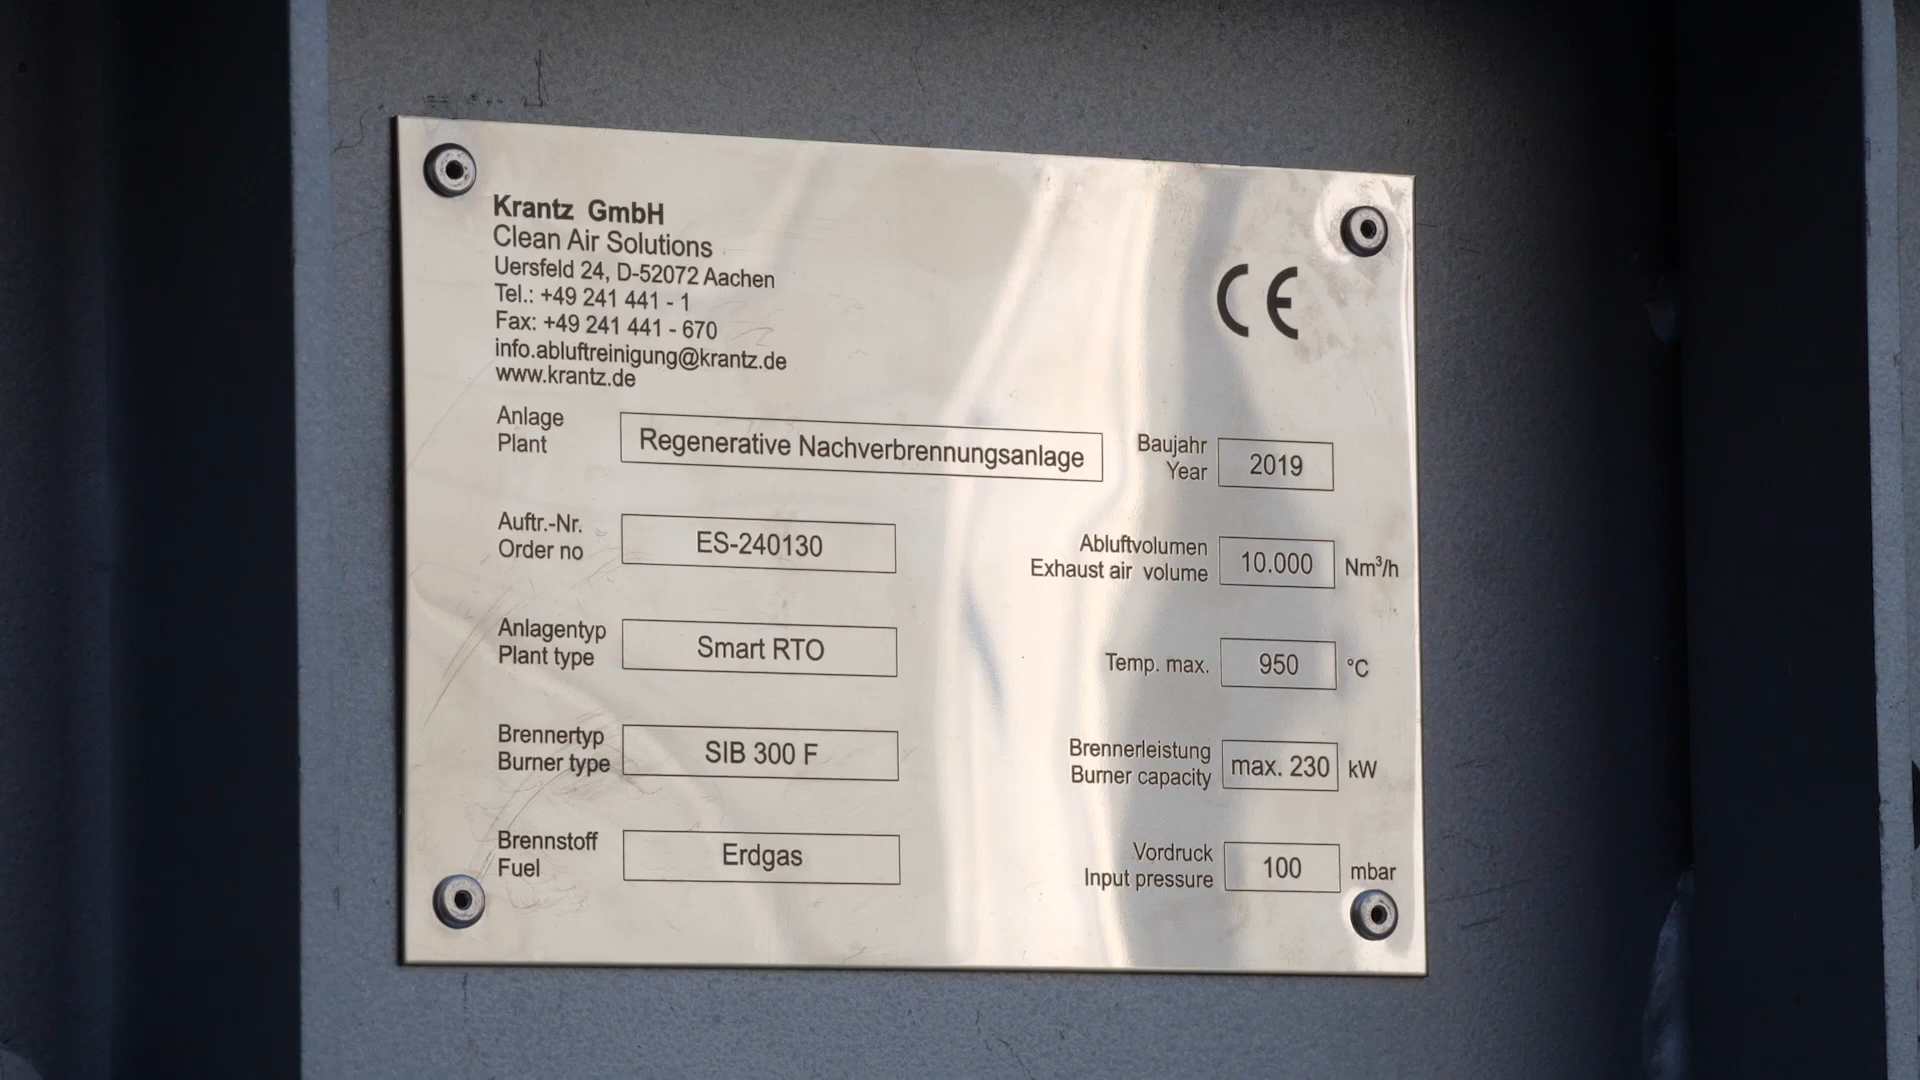 Krantz GmbH
Clean Air Solutions
Uersfeld 24, D-52072 Aachen
Tel.: +49 241 441 - 1
Fax: +49 241 441 - 670
info.abluftreinigung@krantz.de
www.krantz.de
CE
Anlage
Plant
Regenerative Nachverbrennungsanlage
Baujahr
Year
2019
Auftr.-Nr.
Order no
ES-240130
Abluftvolumen
Exhaust air volume
10.000 Nm³/h
Anlagentyp
Plant type
Smart RTO
Temp. max. 950 °C
Brennertyp
Burner type
SIB 300 F
Brennerleistung
Burner capacity
max. 230 kW
Brennstoff
Fuel
Erdgas
Vordruck
Input pressure
100 mbar